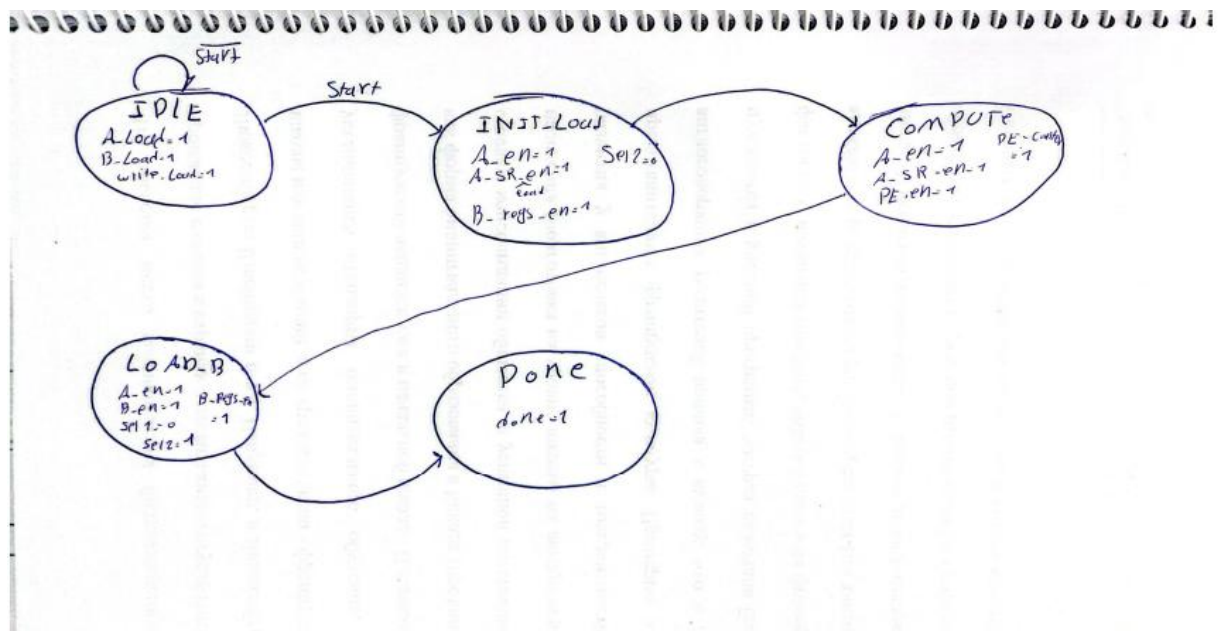 Start
Start
IDLE
A_Load=1
B_Load=1
write_Load=1
INIT_Load
A_en=1
Sel2=0
A_SR_en=1
B_regs_en=1
COMPUTe
A_en=1
A_SR_en=1
PE_en=1
=1
LOAD_B
A_en=1
B_en=1
B_Regs_en
=1
Sel1=0
Sel2=1
Done
done=1